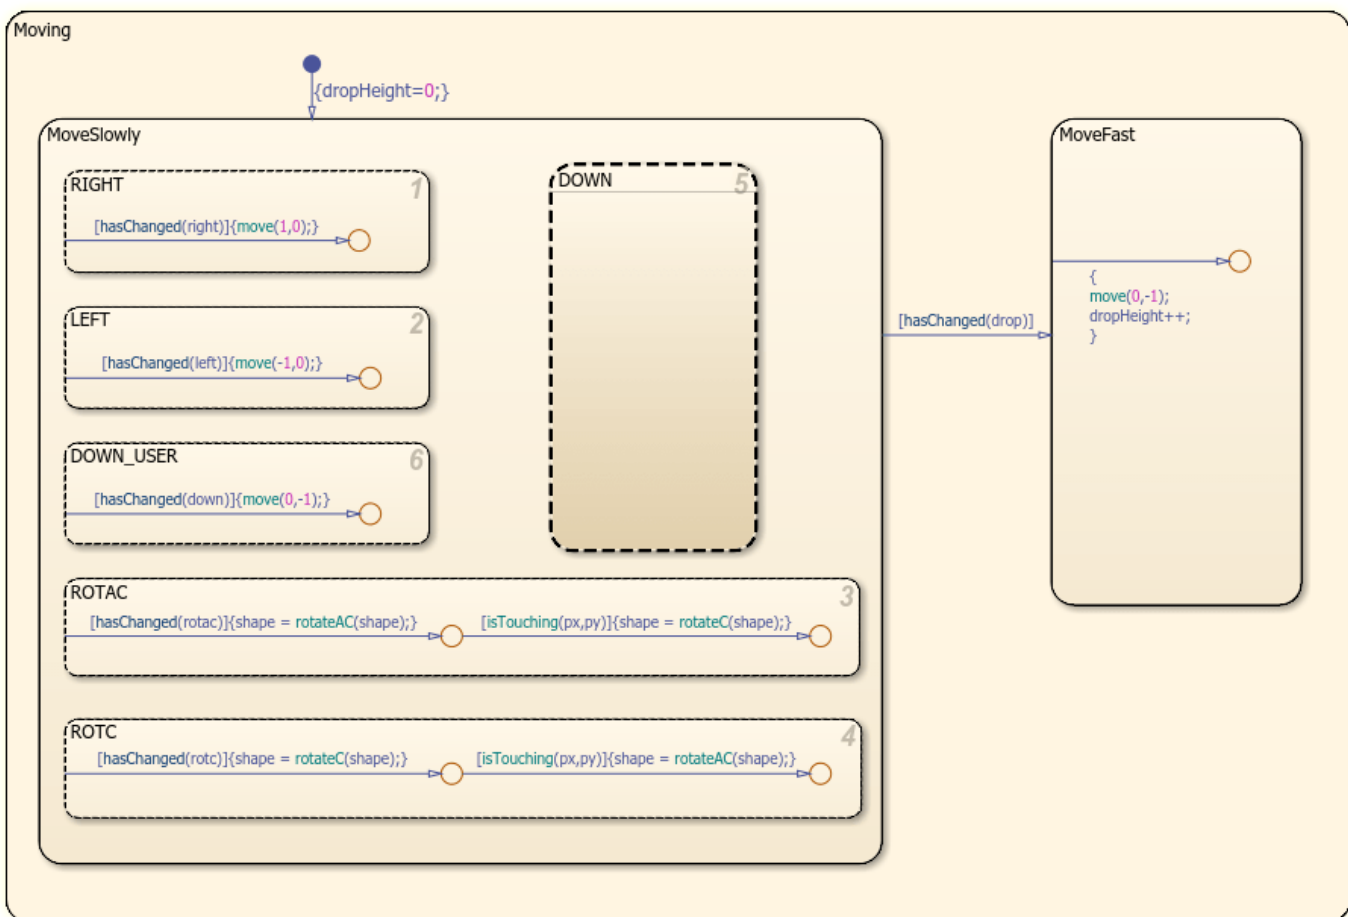 Moving
{dropHeight=0;}
MoveSlowly
RIGHT
1
[hasChanged(right)]{move(1,0);}
LEFT
2
[hasChanged(left)]{move(-1,0);}
DOWN_USER
6
[hasChanged(down)]{move(0,-1);}
DOWN
5
ROTAC
3
[hasChanged(rotac)]{shape = rotateAC(shape);}
[isTouching(px,py)]{shape = rotateC(shape);}
ROTC
4
[hasChanged(rotc)]{shape = rotateC(shape);}
[isTouching(px,py)]{shape = rotateAC(shape);}
[hasChanged(drop)]
MoveFast
{
move(0,-1);
dropHeight++;
}